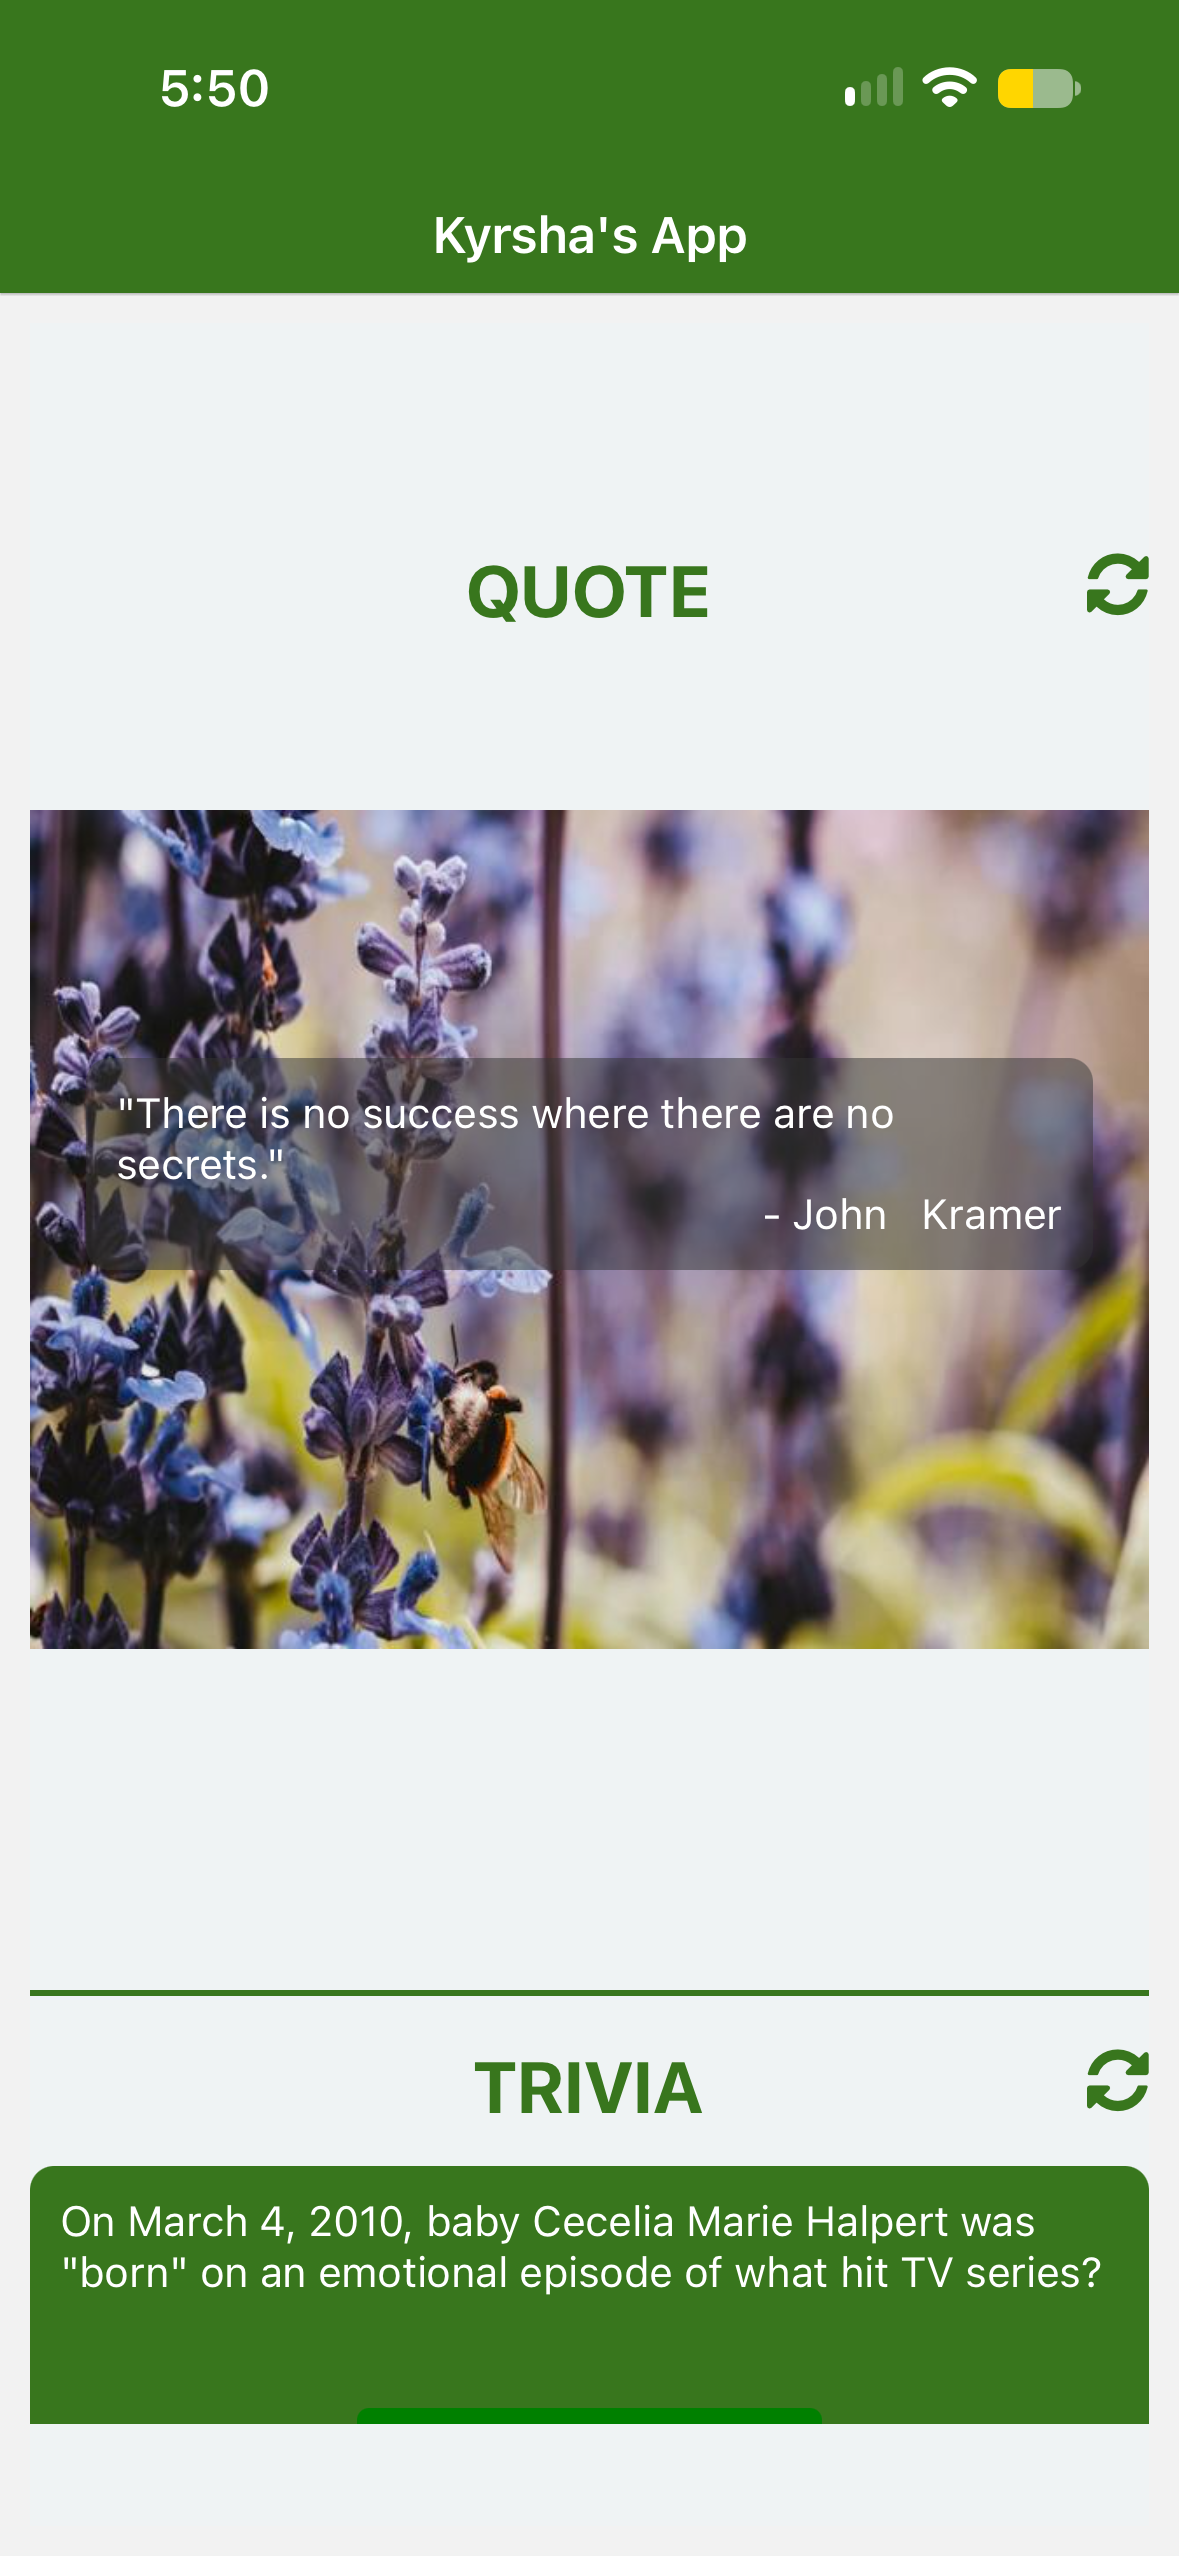 5:50
Kyrsha's App
QUOTE
"There is no success where there are no
secrets."
- John   Kramer
TRIVIA
On March 4, 2010, baby Cecelia Marie Halpert was
"born" on an emotional episode of what hit TV series?